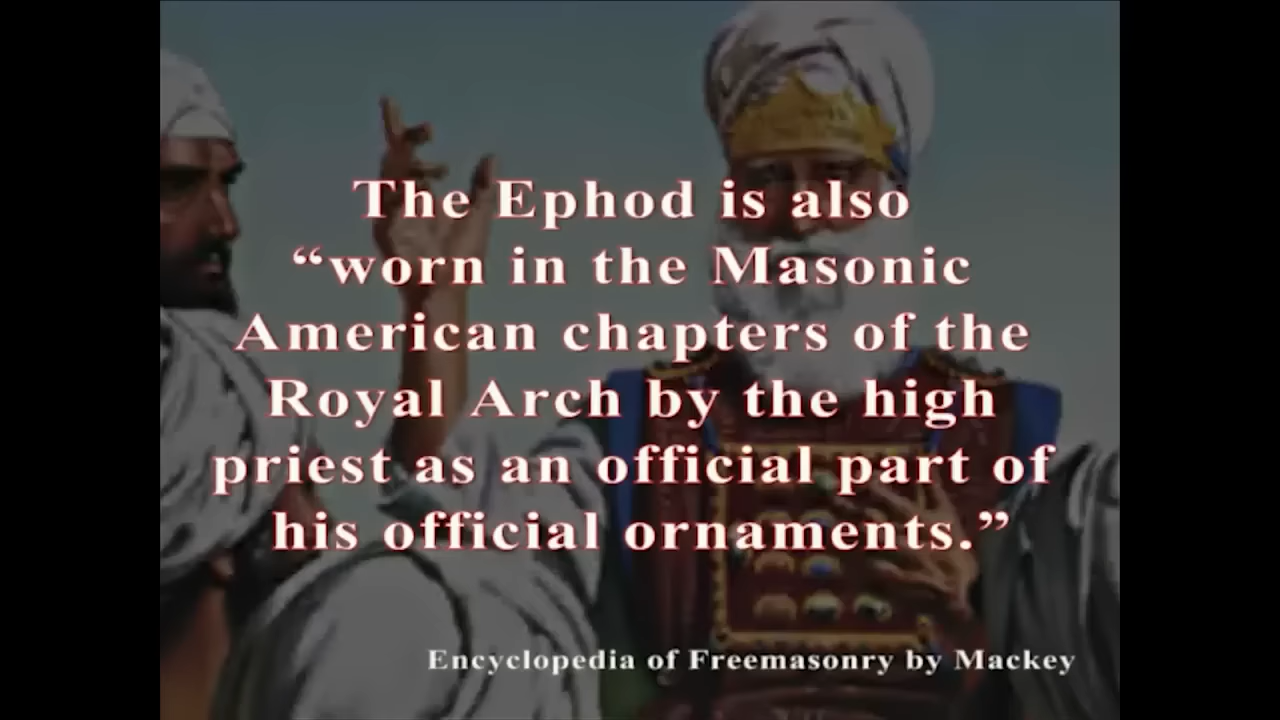 The Ephod is also
“worn in the Masonic
American chapters of the
Royal Arch by the high
priest as an official part of
his official ornaments.”
Encyclopedia of Freemasonry by Mackey